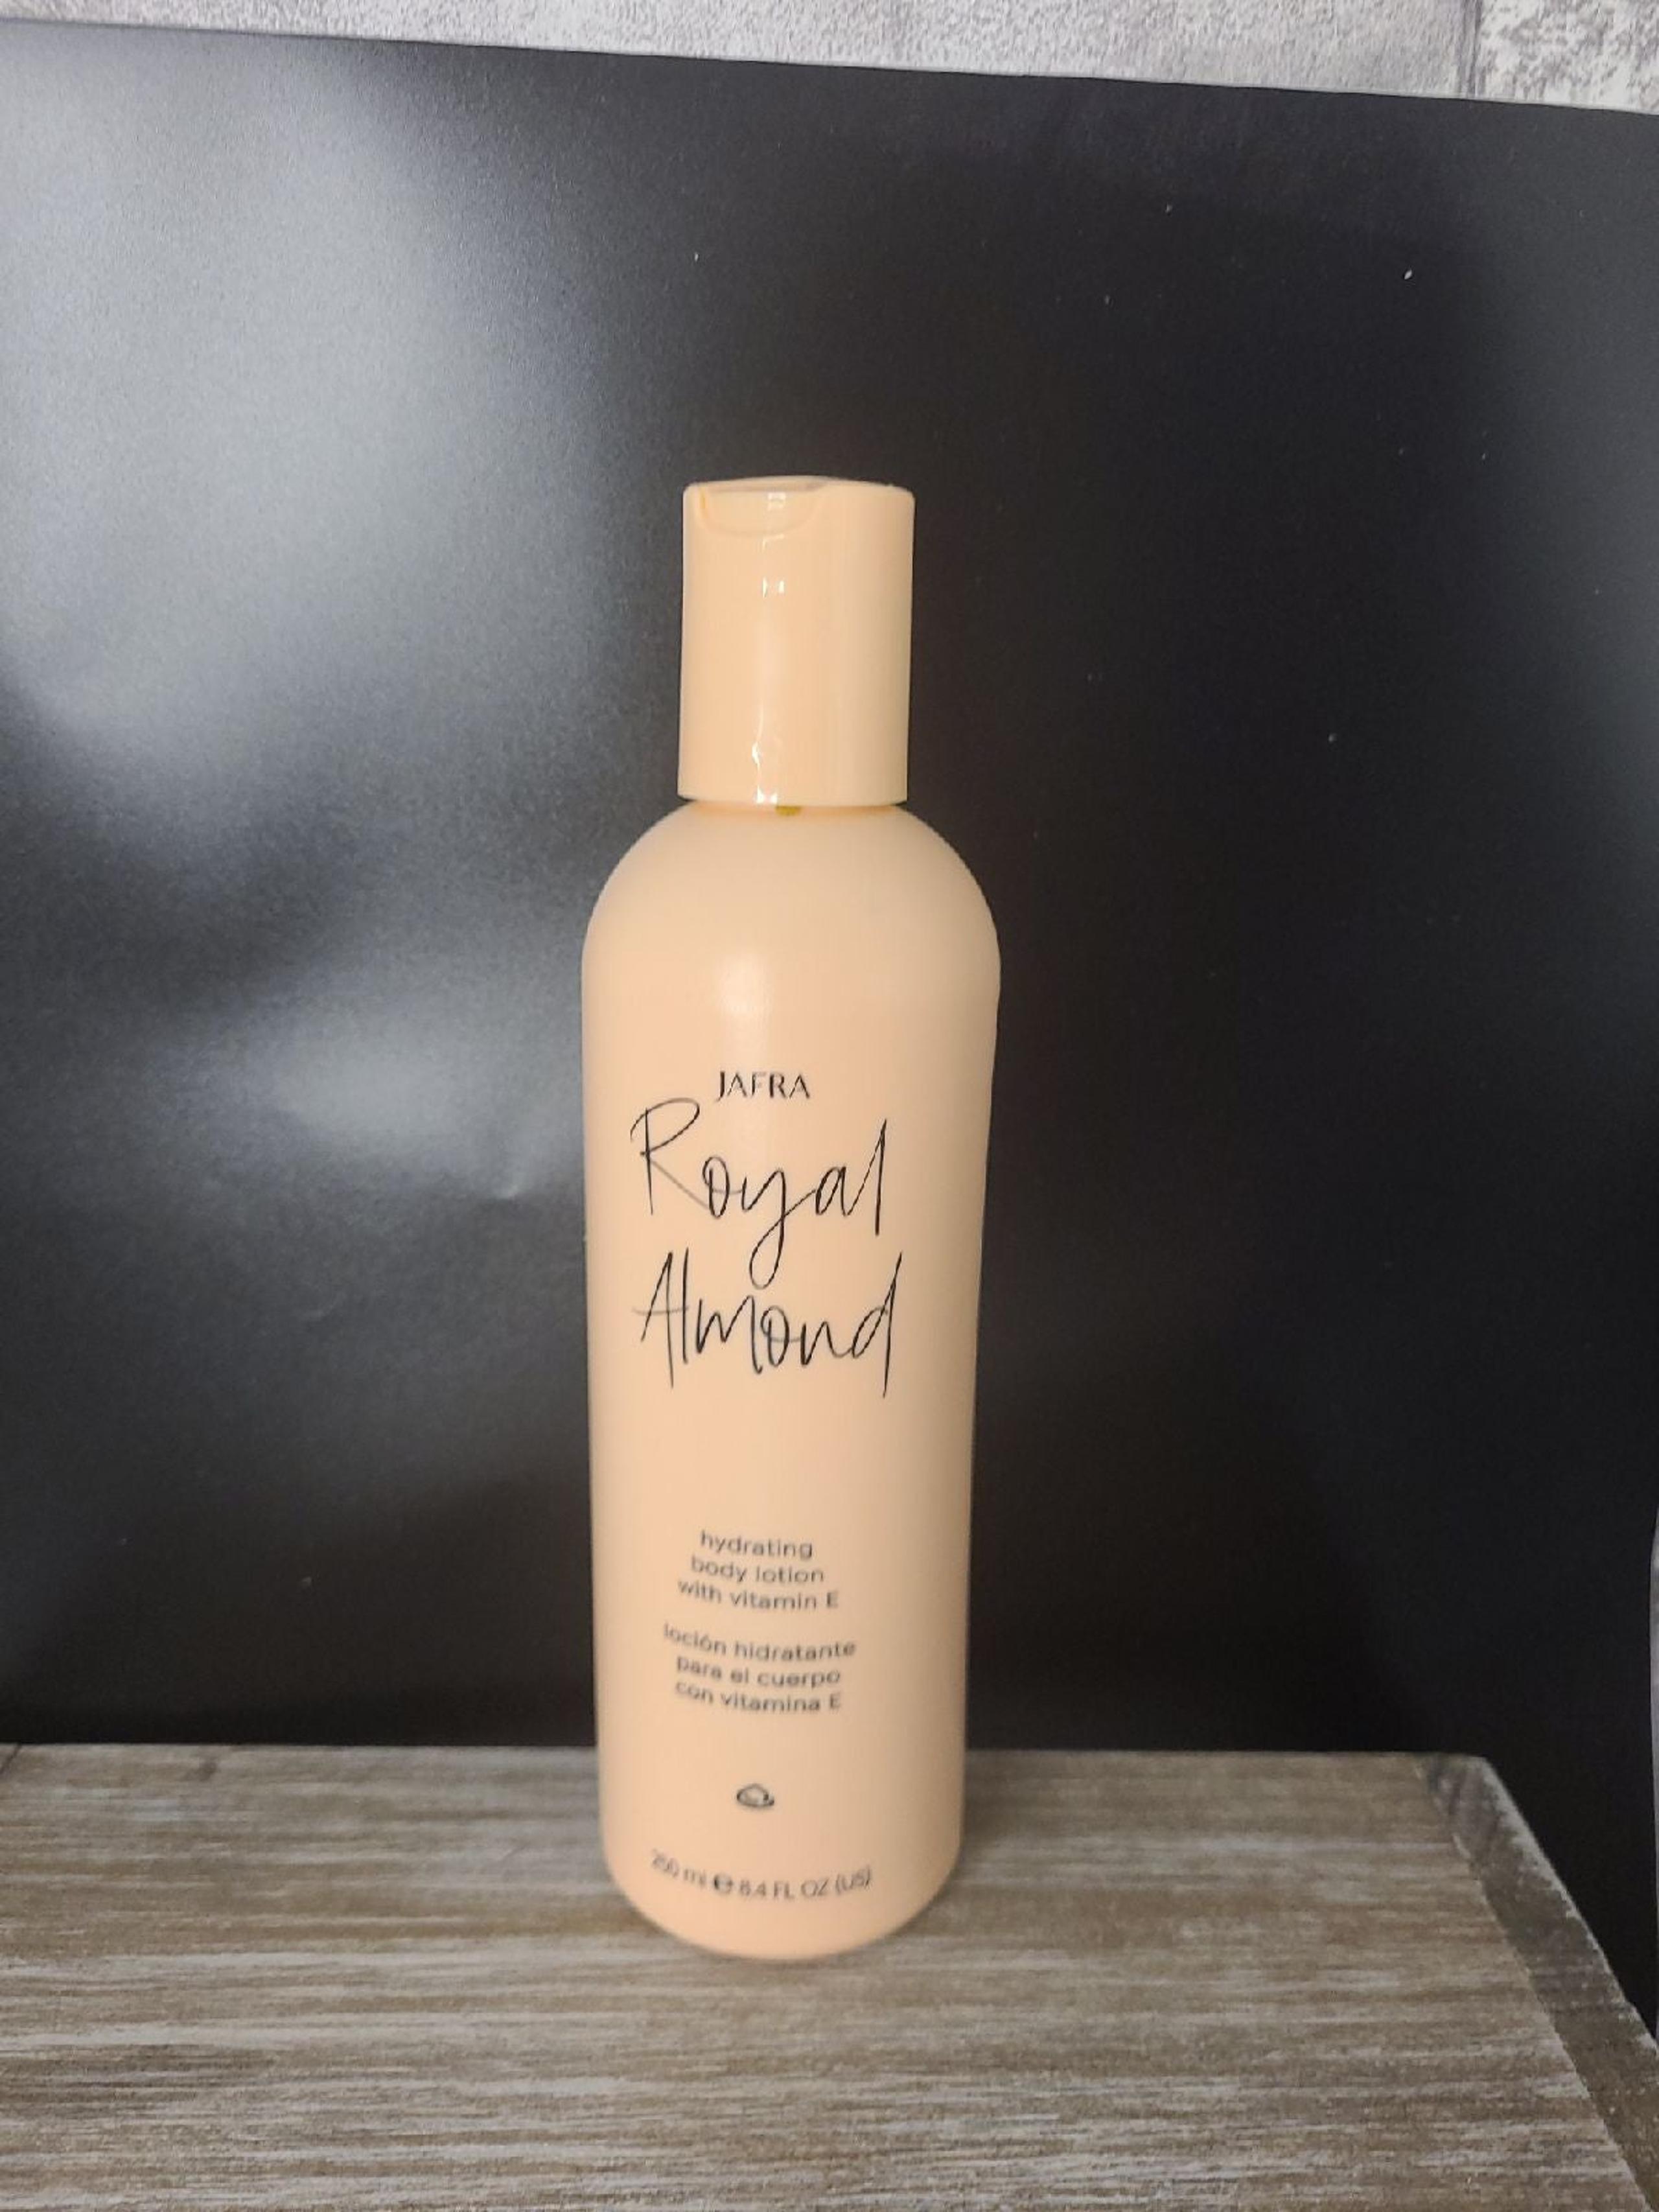 JAFRA
Royal
Almond
hydrating
body lotion
with vitamin E
loción hidratante
para el cuerpo
con vitamina E
250 ml ℮ 8.4 FL OZ (US)